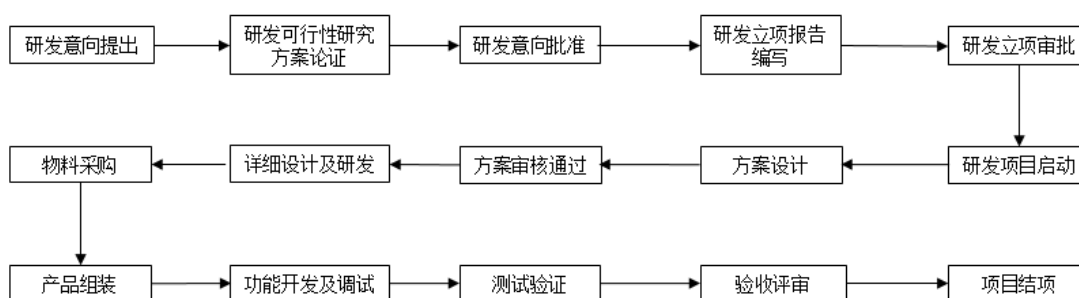 研发意向提出
研发可行性研究
方案论证
研发意向批准
研发立项报告
编写
研发立项审批
研发项目启动
方案设计
方案审核通过
详细设计及研发
物料采购
产品组装
功能开发及调试
测试验证
验收评审
项目结项